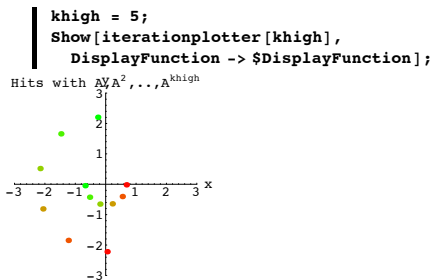 khigh = 5;
Show[iterationplotter[khigh],
DisplayFunction -> $DisplayFunction];
Hits with A,A²,..,A^khigh
y
3
2
1
-3 -2 -1 1 2 3 x
-1
-2
-3